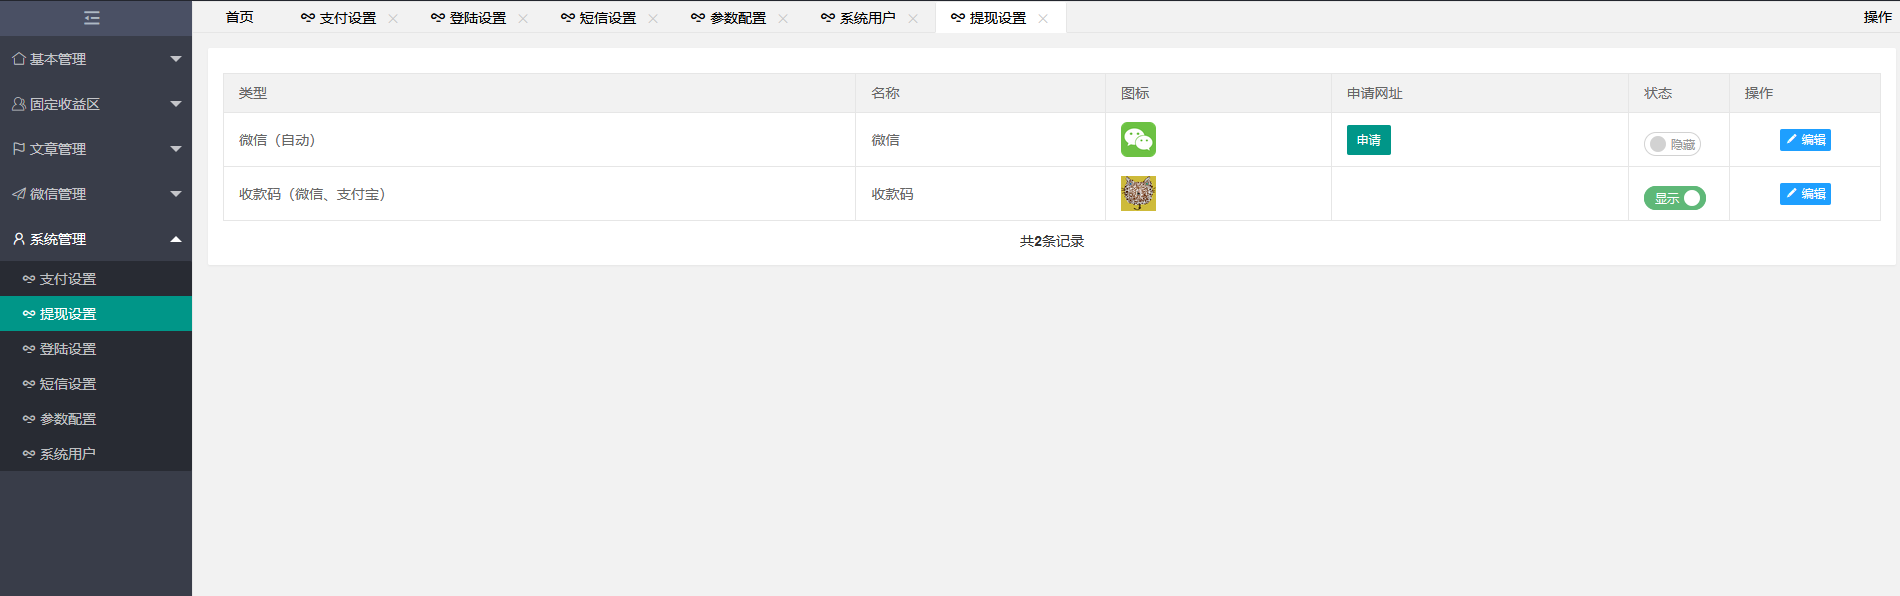 首页 支付设置 登陆设置 短信设置 参数配置 系统用户 提现设置 操作
基本管理
固定收益区
文章管理
微信管理
系统管理
支付设置
提现设置
登陆设置
短信设置
参数配置
系统用户
类型 名称 图标 申请网址 状态 操作
微信（自动） 微信 申请 隐藏 编辑
收款码（微信、支付宝） 收款码 显示 编辑
共2条记录